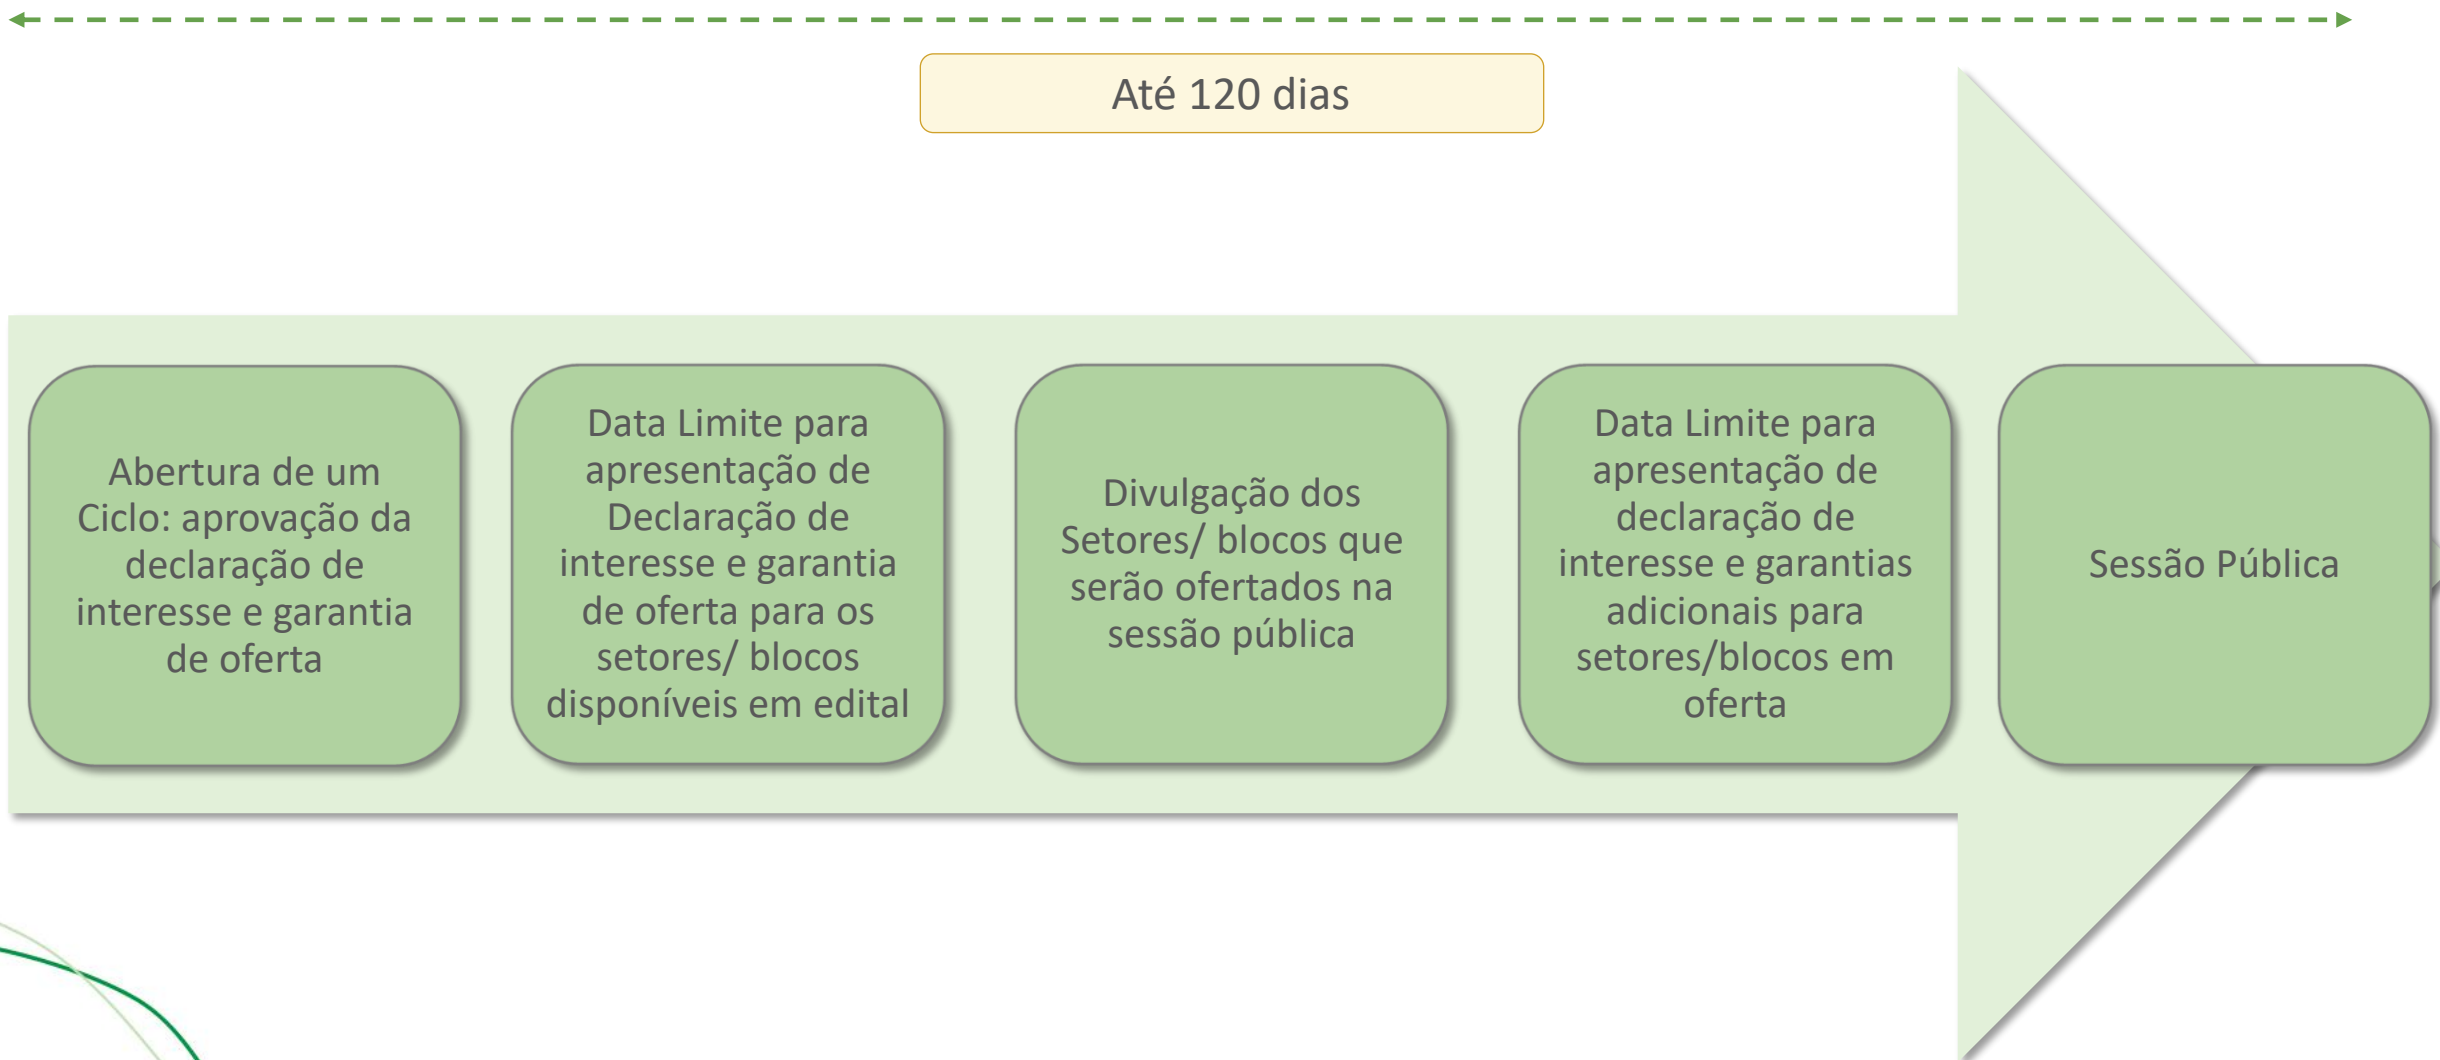 Até 120 dias
Abertura de um
Ciclo: aprovação da
declaração de
interesse e garantia
de oferta
Data Limite para
apresentação de
Declaração de
interesse e garantia
de oferta para os
setores/ blocos
disponíveis em edital
Divulgação dos
Setores/ blocos que
serão ofertados na
sessão pública
Data Limite para
apresentação de
declaração de
interesse e garantias
adicionais para
setores/blocos em
oferta
Sessão Pública